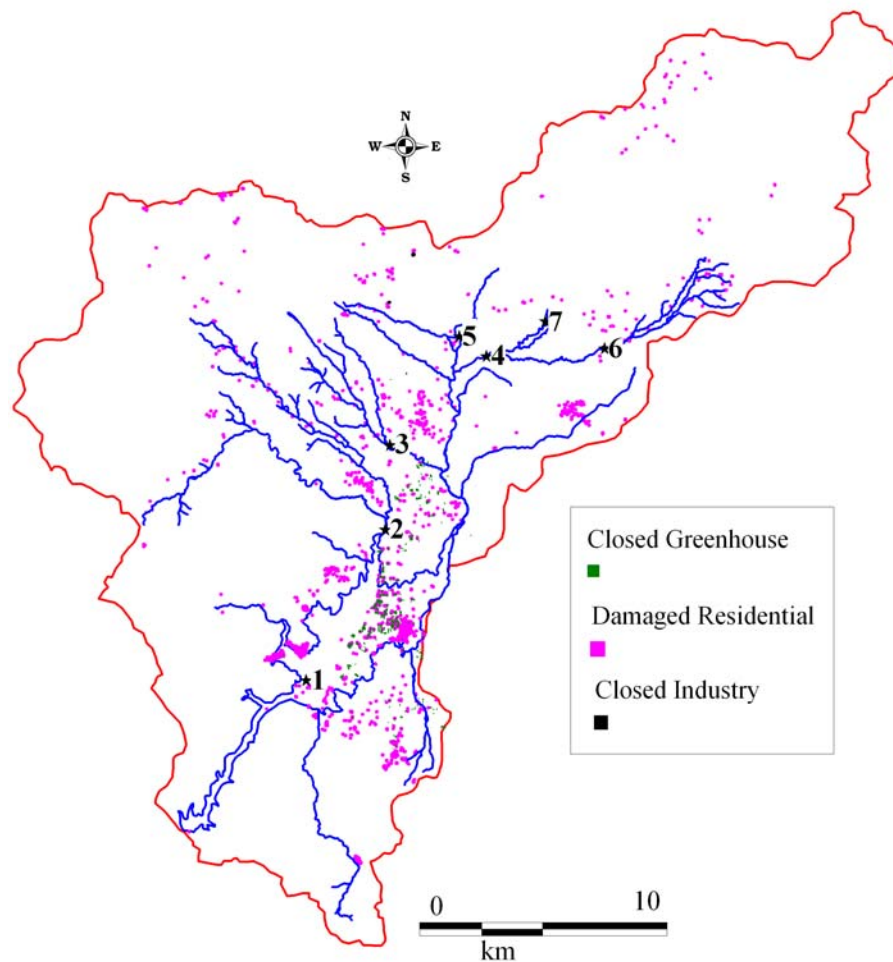 N
W E
S
7
5
4
6
3
2
1
Closed Greenhouse
Damaged Residential
Closed Industry
0 10
km